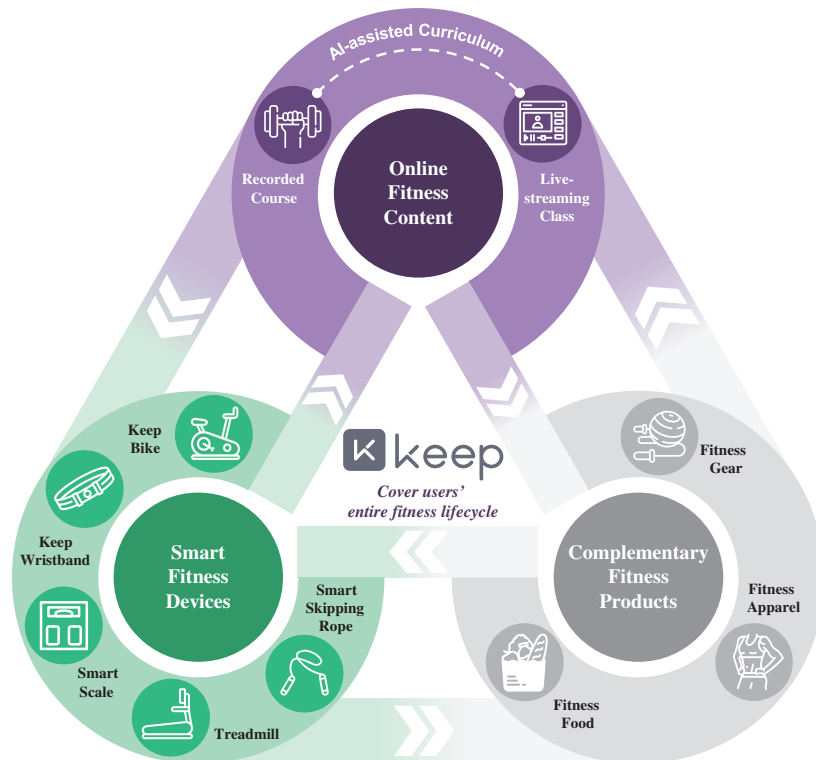 AI-assisted Curriculum
Recorded
Course
Online
Fitness
Content
Live-
streaming
Class
Keep
Bike
Fitness
Gear
keep
Cover users'
entire fitness lifecycle
Keep
Wristband
Smart
Fitness
Devices
Smart
Skipping
Rope
Complementary
Fitness
Products
Fitness
Apparel
Smart
Scale
Treadmill
Fitness
Food